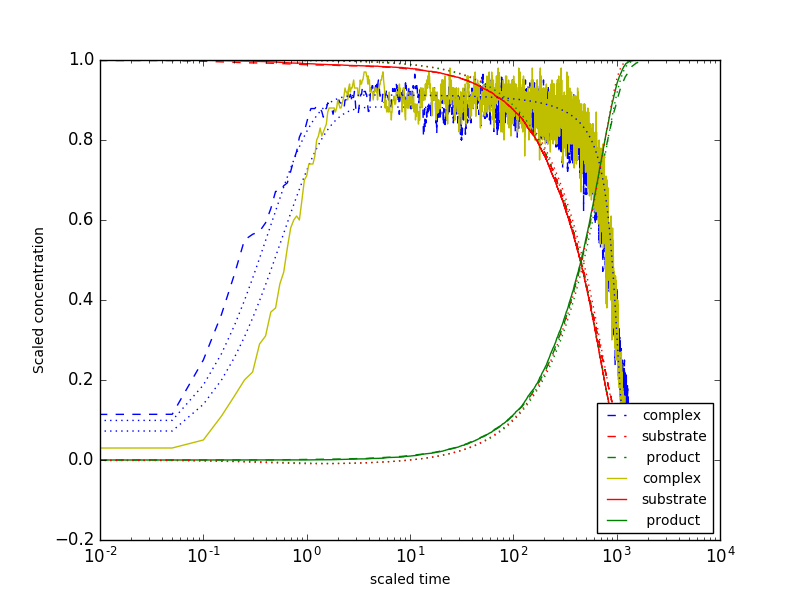 1.0
0.8
0.6
0.4
0.2
0.0
−0.2
Scaled concentration
10^-2 10^-1 10^0 10^1 10^2 10^3 10^4
scaled time
complex
substrate
product
complex
substrate
product